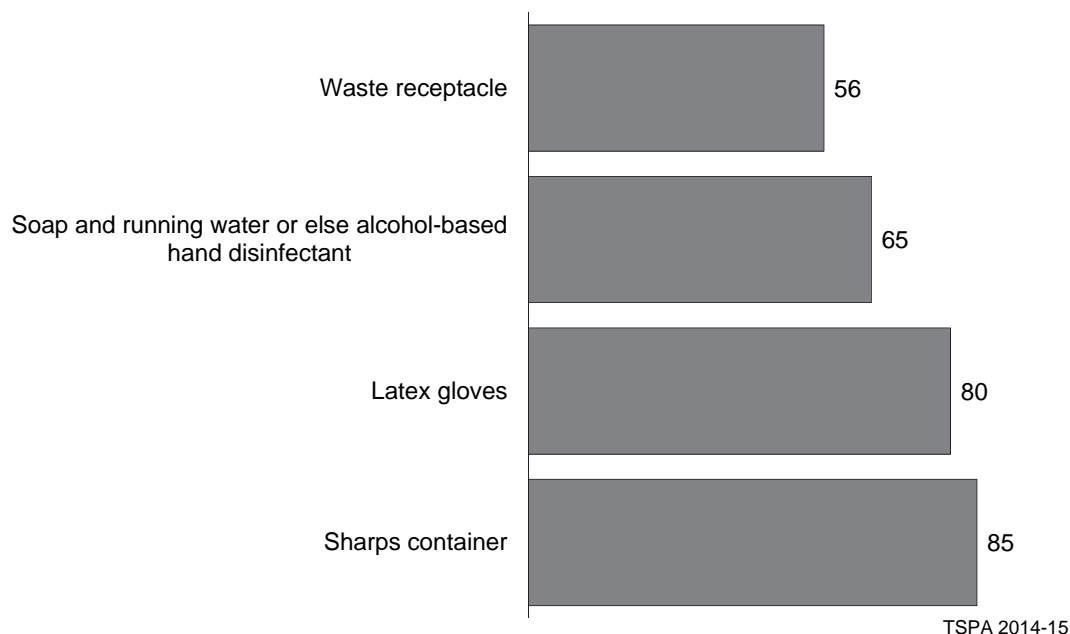 Waste receptacle
56
Soap and running water or else alcohol-based
hand disinfectant
65
Latex gloves
80
Sharps container
85
TSPA 2014-15